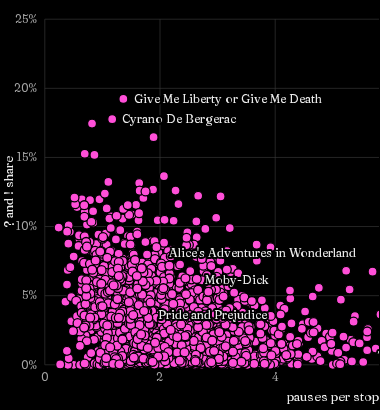 25%
Give Me Liberty or Give Me Death
20%
Cyrano De Bergerac
15%
? and ! share
10%
Alice's Adventures in Wonderland
Moby-Dick
5%
Pride and Prejudice
0%
0 2 4
pauses per stop